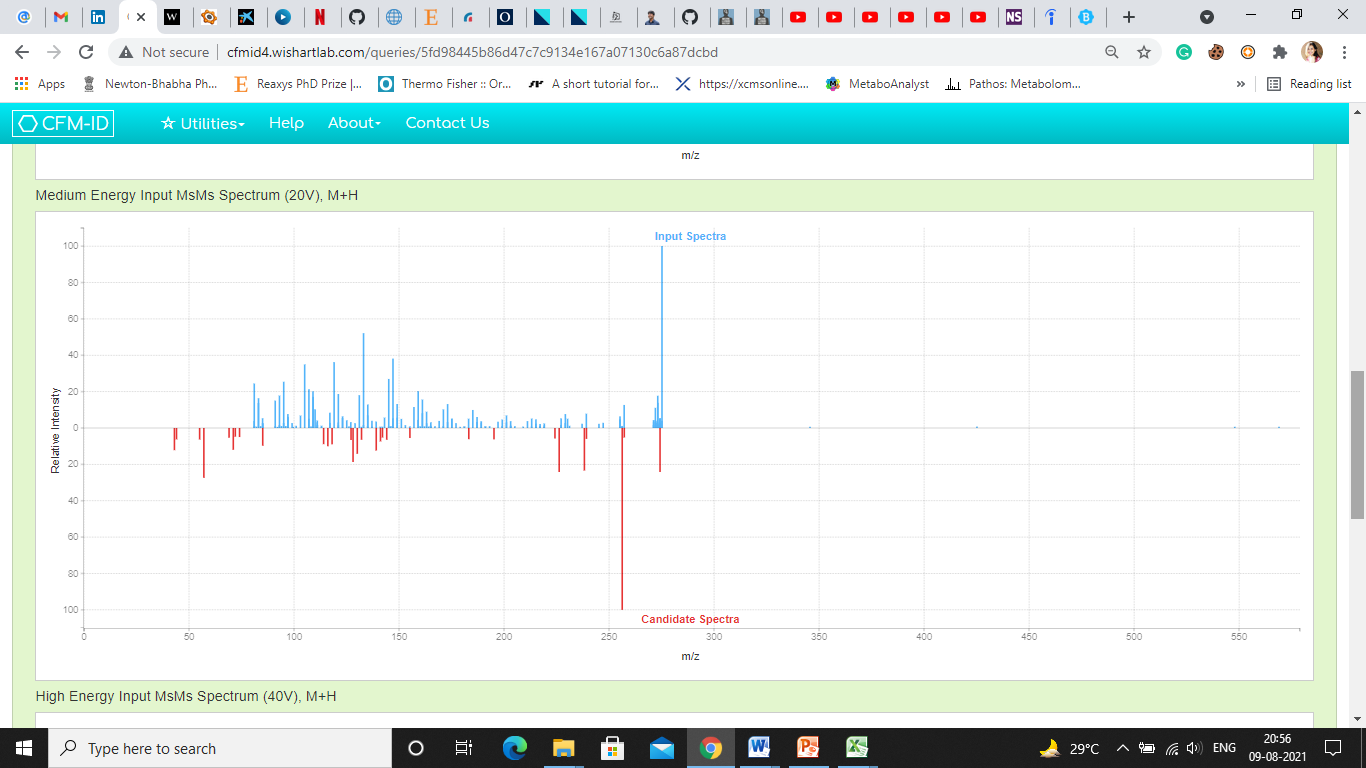 Not secure cfmid4.wishartlab.com/queries/5fd98445b86d47c7c9134e167a07130c6a87dcbd
Apps Newton-Bhabha Ph... Reaxys PhD Prize |... Thermo Fisher :: Or... A short tutorial for... https://xcmsonline.... MetaboAnalyst Pathos: Metabolom... » Reading list
CFM-ID Utilities Help About Contact Us
m/z
Medium Energy Input MsMs Spectrum (20V), M+H
Input Spectra
100
80
60
40
20
0
20
40
60
80
100
Relative Intensity
Candidate Spectra
0 50 100 150 200 250 300 350 400 450 500 550
m/z
High Energy Input MsMs Spectrum (40V), M+H
Type here to search 29°C ENG 20:56
09-08-2021